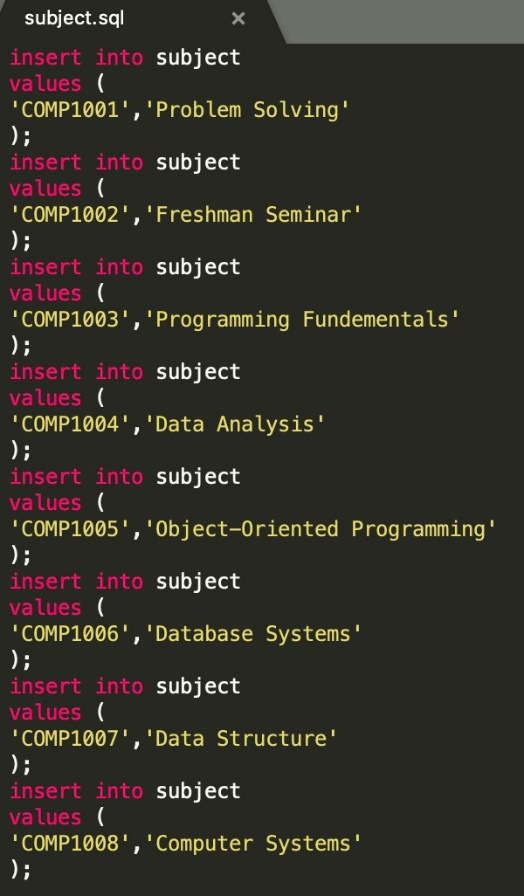 subject.sql ×
insert into subject
values (
'COMP1001','Problem Solving'
);
insert into subject
values (
'COMP1002','Freshman Seminar'
);
insert into subject
values (
'COMP1003','Programming Fundementals'
);
insert into subject
values (
'COMP1004','Data Analysis'
);
insert into subject
values (
'COMP1005','Object-Oriented Programming'
);
insert into subject
values (
'COMP1006','Database Systems'
);
insert into subject
values (
'COMP1007','Data Structure'
);
insert into subject
values (
'COMP1008','Computer Systems'
);